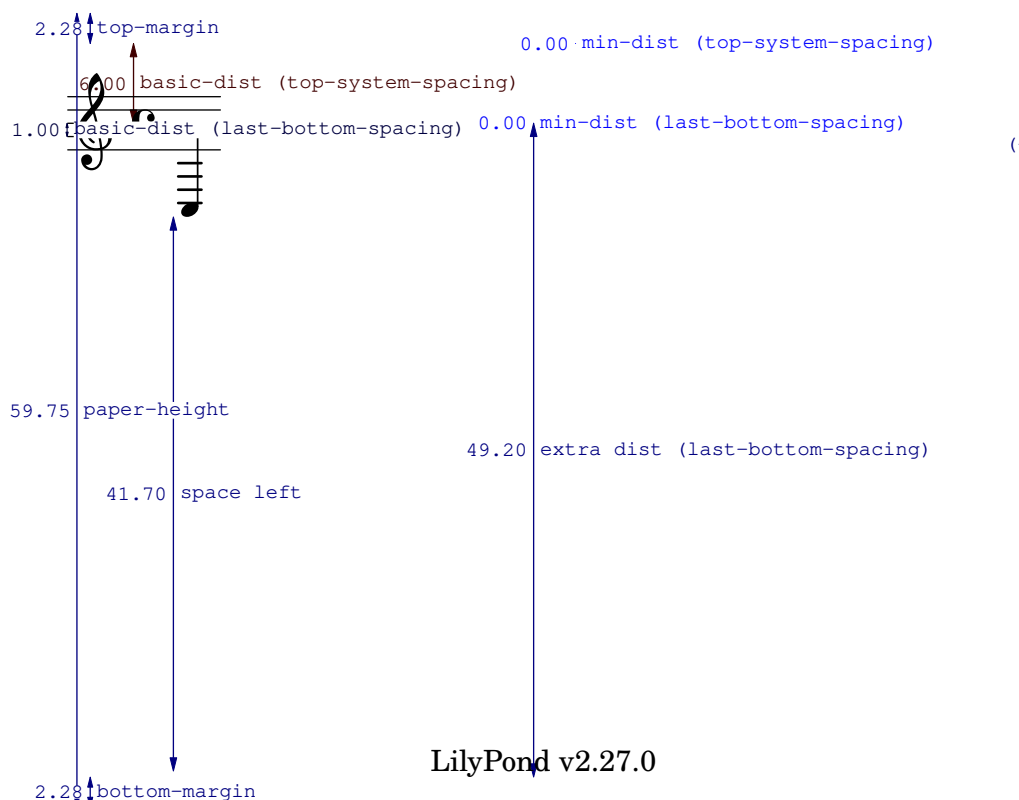 2.28 top-margin
0.00 min-dist (top-system-spacing)
6.00 basic-dist (top-system-spacing)
1.00 basic-dist (last-bottom-spacing)
0.00 min-dist (last-bottom-spacing)
(
59.75 paper-height
49.20 extra dist (last-bottom-spacing)
41.70 space left
LilyPond v2.27.0
2.28 bottom-margin